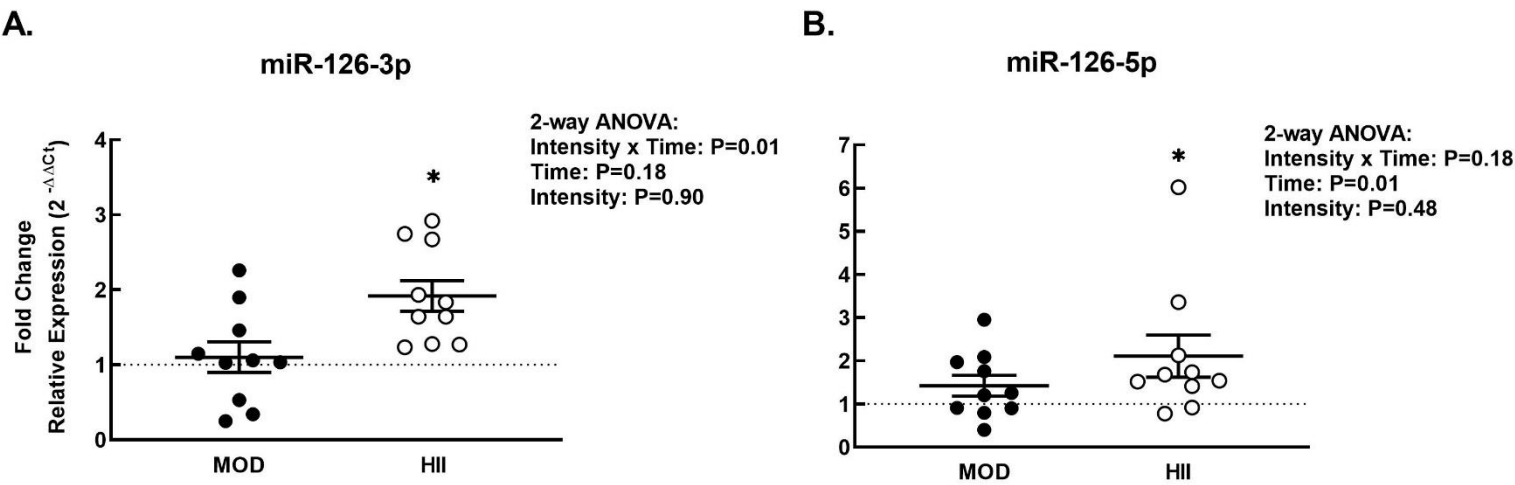 A.
miR-126-3p
Fold Change
Relative Expression (2 -ΔΔCt)
4
3
2
1
0
*
MOD
HII
2-way ANOVA:
Intensity x Time: P=0.01
Time: P=0.18
Intensity: P=0.90
B.
miR-126-5p
7
6
5
4
3
2
1
0
*
MOD
HII
2-way ANOVA:
Intensity x Time: P=0.18
Time: P=0.01
Intensity: P=0.48